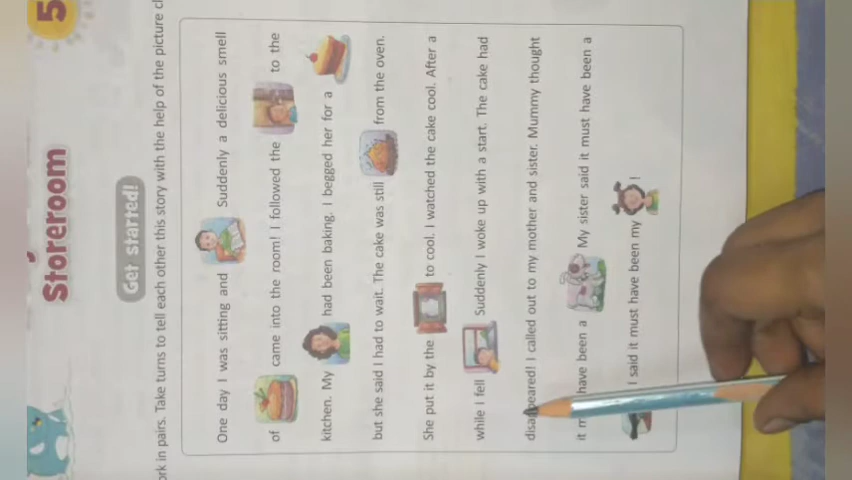 5
Storeroom
Get started!
ork in pairs. Take turns to tell each other this story with the help of the picture
One day I was sitting and Suddenly a delicious smell
of came into the room! I followed the to the
kitchen. My had been baking. I begged her for a
but she said I had to wait. The cake was still from the oven.
She put it by the to cool. I watched the cake cool. After a
while I fell Suddenly I woke up with a start. The cake had
disappeared! I called out to my mother and sister. Mummy thought
it have been a My sister said it must have been a
I said it must have been my !